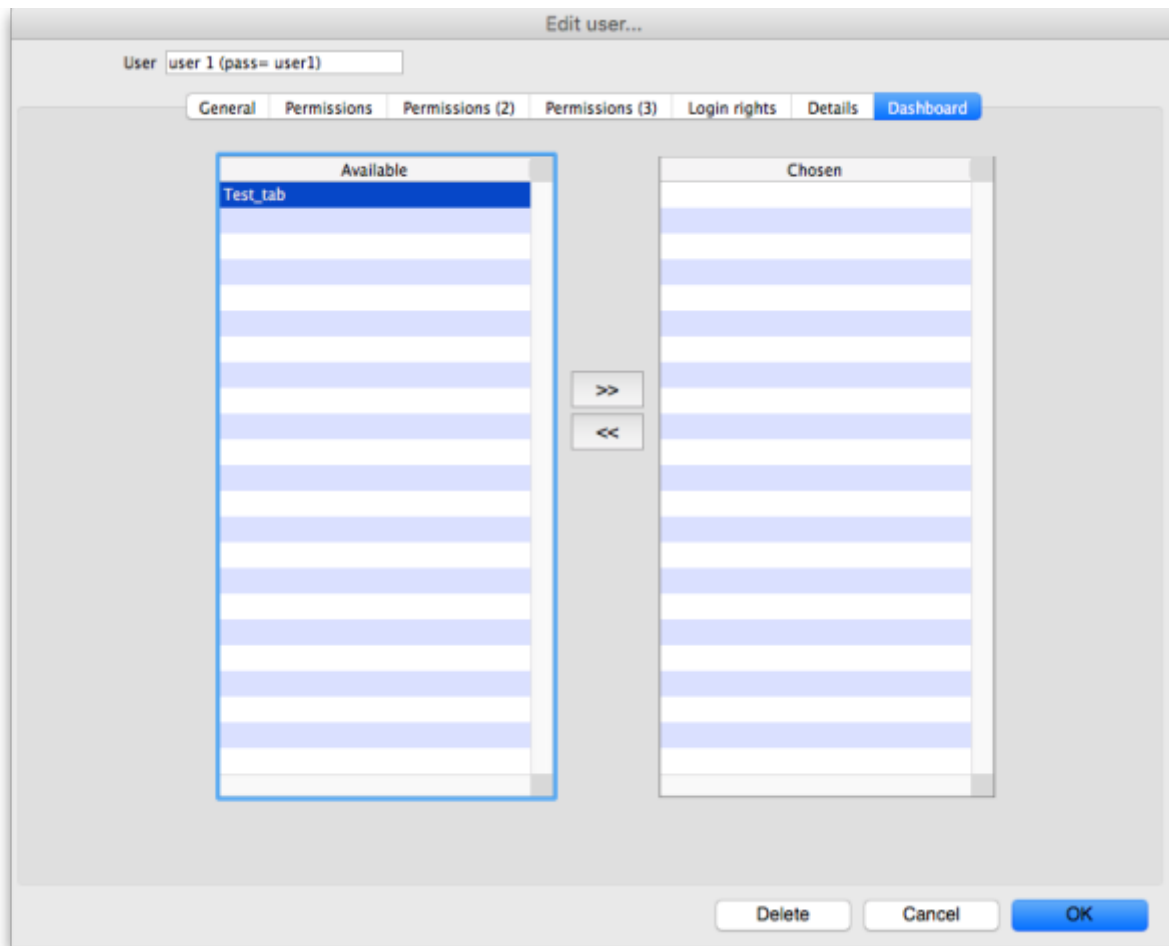 Edit user...
User user 1 (pass= user1)
General Permissions Permissions (2) Permissions (3) Login rights Details Dashboard
Available Chosen
Test_tab
>>
<<
Delete Cancel OK